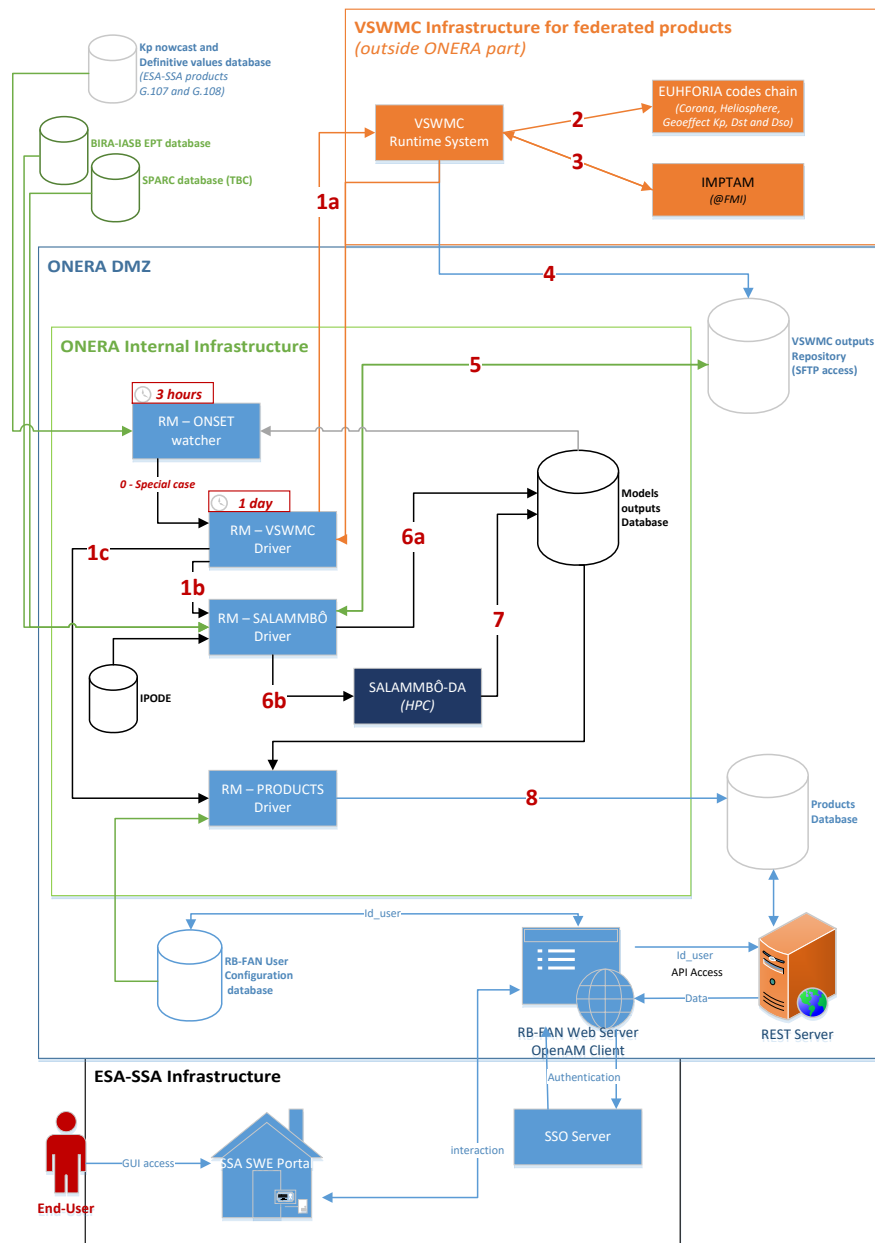 VSWMC Infrastructure for federated products
(outside ONERA part)
Kp nowcast and
Definitive values database
(ESA-SSA products
G.107 and G.108)
EUHFORIA codes chain
(Corona, Heliosphere,
Geoeffect Kp, Dst and Dso)
2
VSWMC
Runtime System
BIRA-IASB EPT database
3
SPARC database (TBC)
IMPTAM
(@FMI)
1a
ONERA DMZ
4
ONERA Internal Infrastructure
VSWMC outputs
Repository
(SFTP access)
5
3 hours
RM – ONSET
watcher
0 - Special case
1 day
Models
outputs
Database
RM – VSWMC
Driver
6a
1c
1b
RM – SALAMMBÔ
Driver
7
IPODE
6b
SALAMMBÔ-DA
(HPC)
RM – PRODUCTS
Driver
8
Products
Database
Id_user
RB-FAN User
Configuration
database
Id_user
API Access
Data
RB-FAN Web Server
OpenAM Client
REST Server
ESA-SSA Infrastructure
Authentication
SSO Server
interaction
GUI access
SSA SWE Portal
End-User